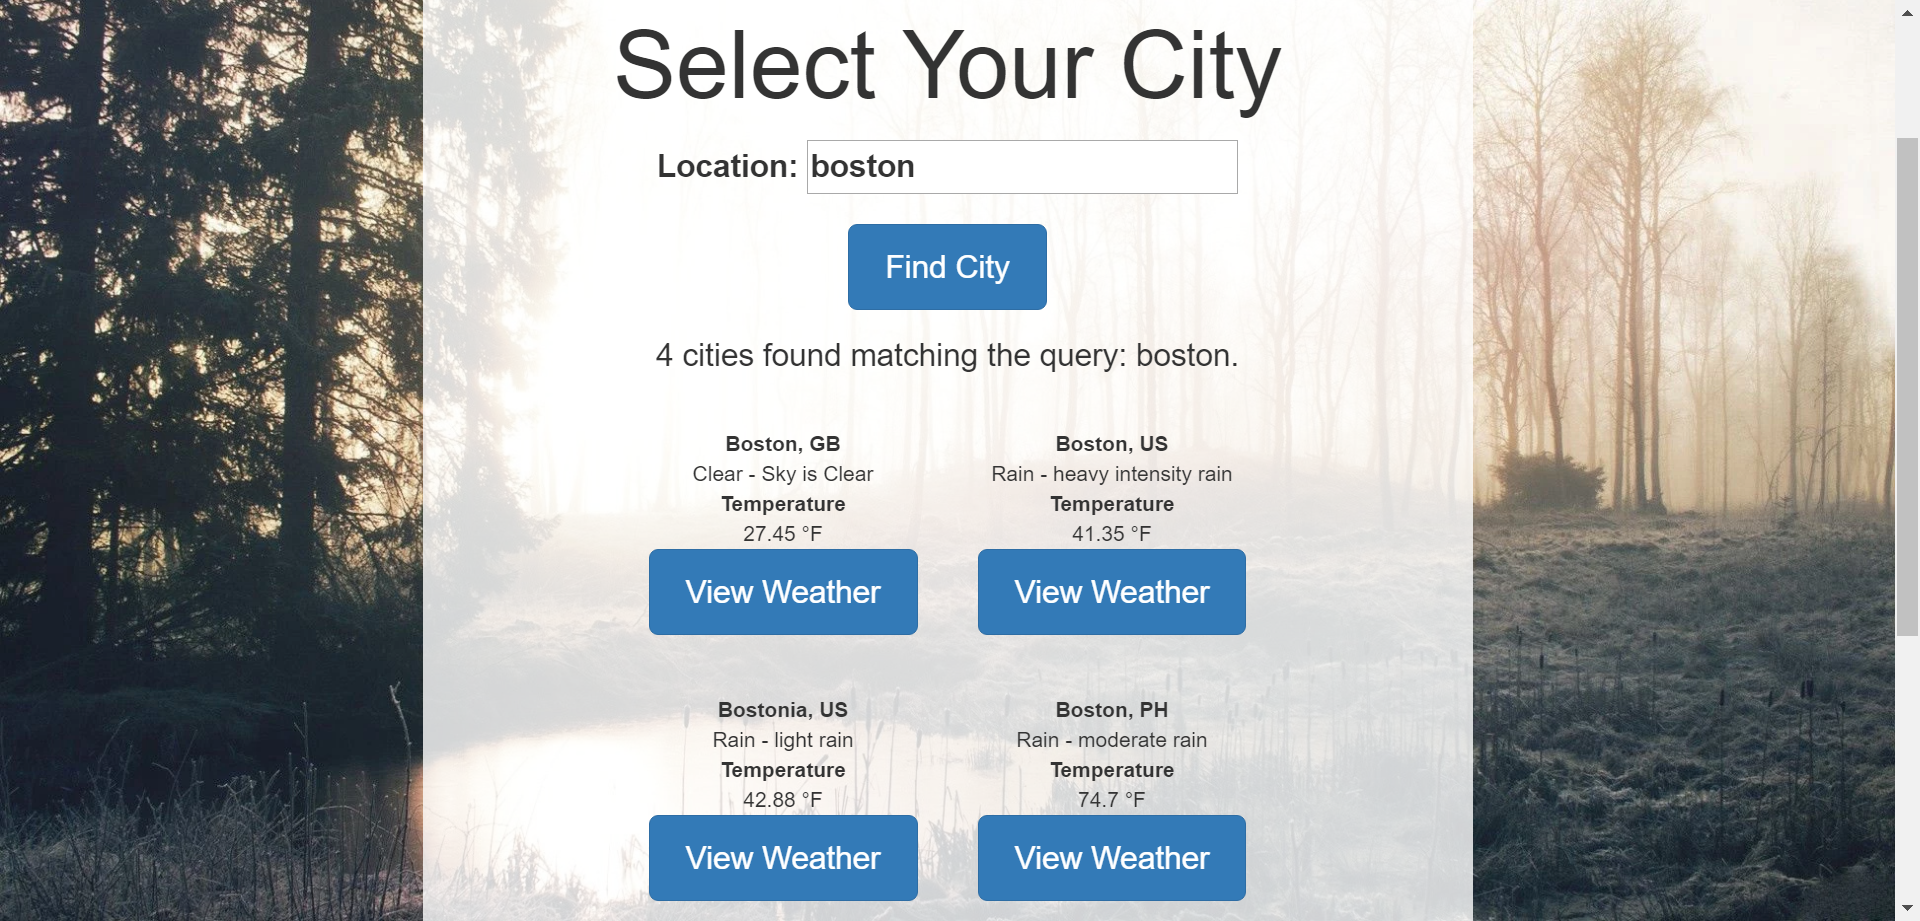 Select Your City
Location: boston
Find City
4 cities found matching the query: boston.
Boston, GB
Clear - Sky is Clear
Temperature
27.45 °F
View Weather
Boston, US
Rain - heavy intensity rain
Temperature
41.35 °F
View Weather
Bostonia, US
Rain - light rain
Temperature
42.88 °F
View Weather
Boston, PH
Rain - moderate rain
Temperature
74.7 °F
View Weather